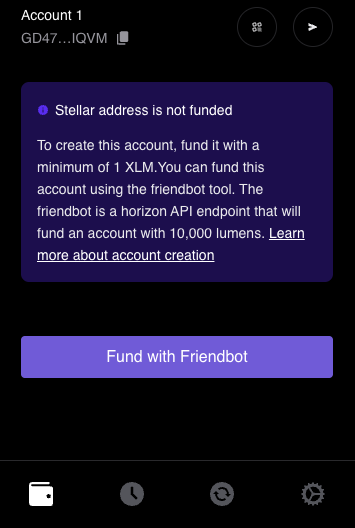 Account 1
GD47...IQVM
Stellar address is not funded
To create this account, fund it with a
minimum of 1 XLM.You can fund this
account using the friendbot tool. The
friendbot is a horizon API endpoint that will
fund an account with 10,000 lumens. Learn
more about account creation
Fund with Friendbot